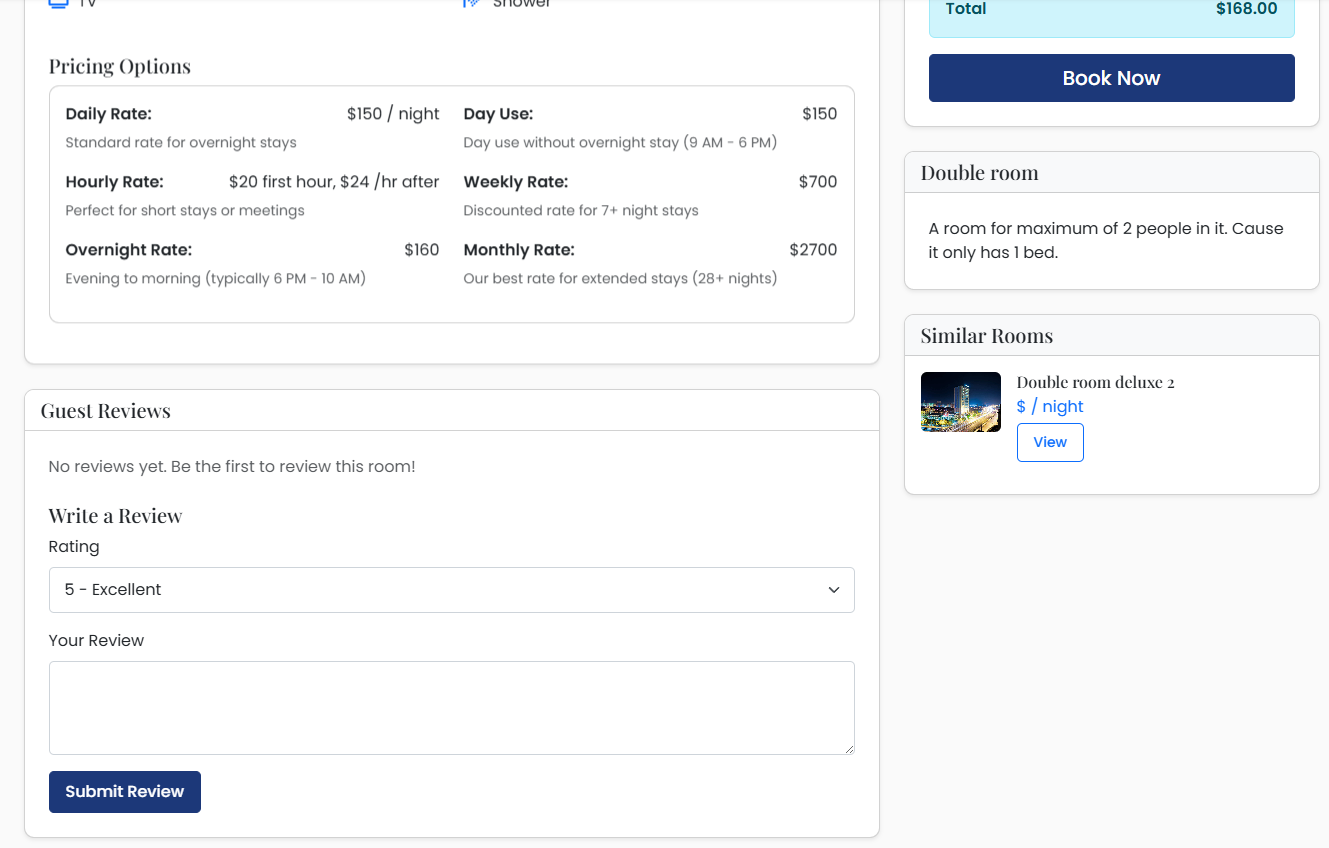 TV
Shower
Pricing Options
Daily Rate: $150 / night
Standard rate for overnight stays
Day Use: $150
Day use without overnight stay (9 AM - 6 PM)
Hourly Rate: $20 first hour, $24 /hr after
Perfect for short stays or meetings
Weekly Rate: $700
Discounted rate for 7+ night stays
Overnight Rate: $160
Evening to morning (typically 6 PM - 10 AM)
Monthly Rate: $2700
Our best rate for extended stays (28+ nights)
Guest Reviews
No reviews yet. Be the first to review this room!
Write a Review
Rating
5 - Excellent
Your Review
Submit Review
Total $168.00
Book Now
Double room
A room for maximum of 2 people in it. Cause
it only has 1 bed.
Similar Rooms
Double room deluxe 2
$ / night
View